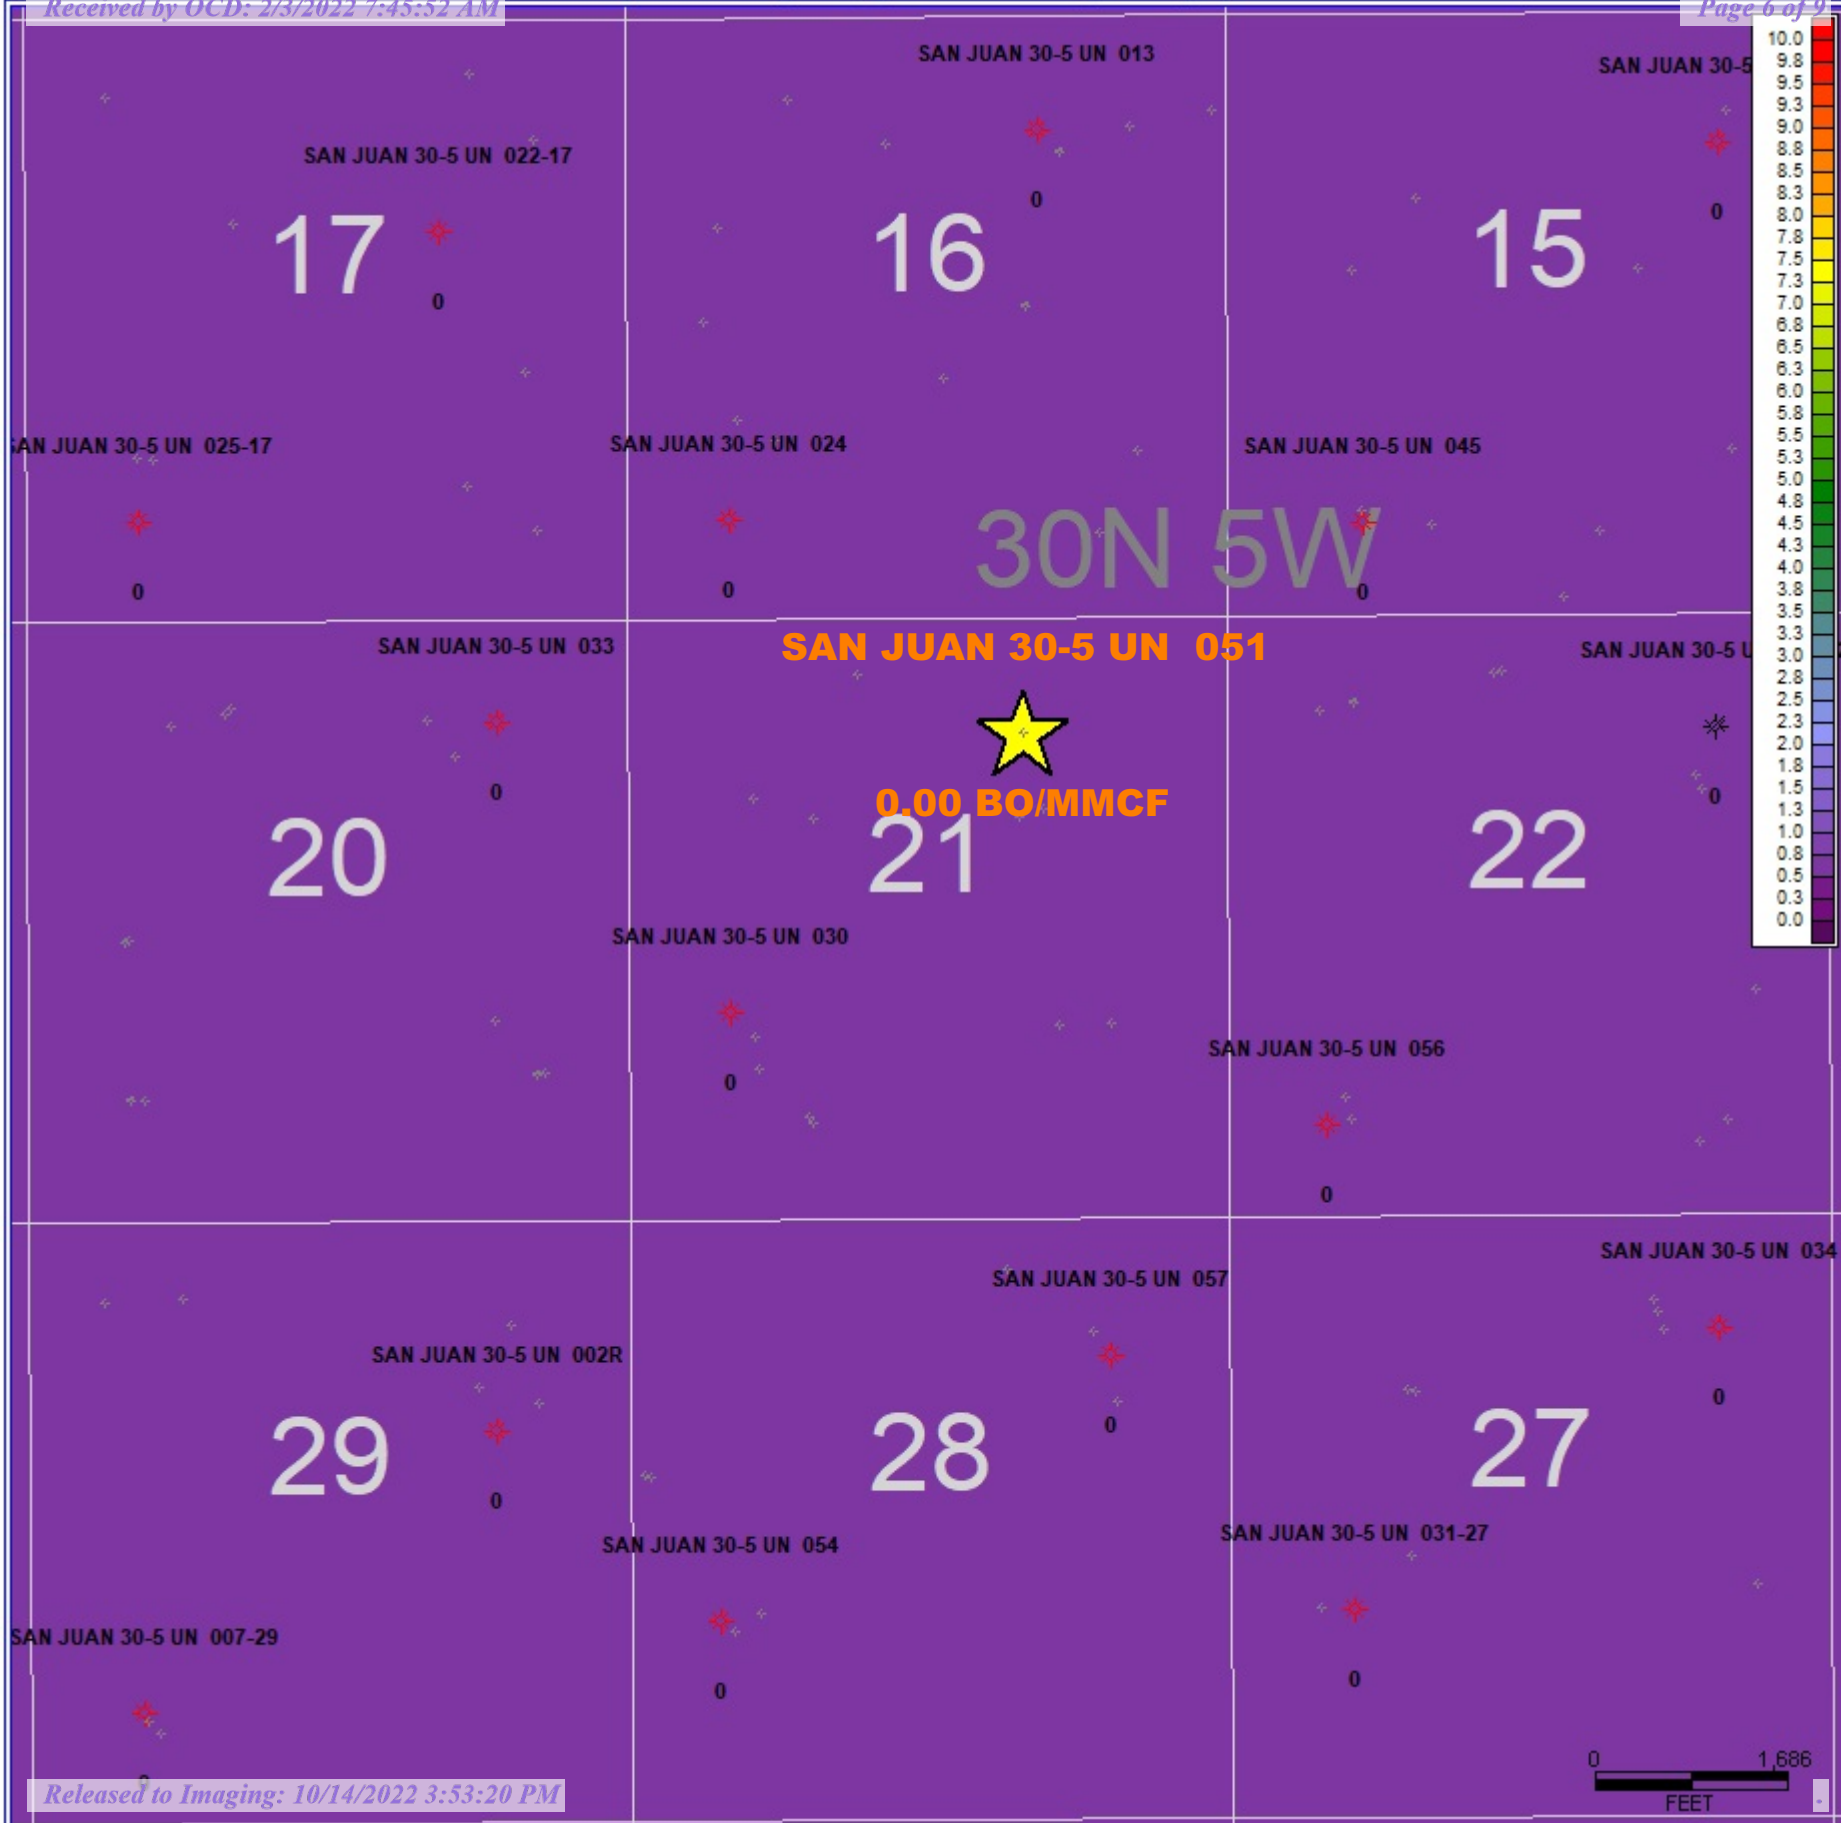 Received by OCD: 2/3/2022 7:45:52 AM
Page 6 of 9
SAN JUAN 30-5 UN 013
SAN JUAN 30-5
SAN JUAN 30-5 UN 022-17
0
0
0
17
16
15
SAN JUAN 30-5 UN 025-17
SAN JUAN 30-5 UN 024
SAN JUAN 30-5 UN 045
30N 5W
0
0
0
SAN JUAN 30-5 UN 033
SAN JUAN 30-5 UN 051
SAN JUAN 30-5 U
0
0.00 BO/MMCF
0
20
21
22
SAN JUAN 30-5 UN 030
0
SAN JUAN 30-5 UN 056
0
SAN JUAN 30-5 UN 034
SAN JUAN 30-5 UN 057
SAN JUAN 30-5 UN 002R
0
0
29
28
27
0
SAN JUAN 30-5 UN 031-27
SAN JUAN 30-5 UN 054
SAN JUAN 30-5 UN 007-29
0
0
0
10.0
9.8
9.5
9.3
9.0
8.8
8.5
8.3
8.0
7.8
7.5
7.3
7.0
6.8
6.5
6.3
6.0
5.8
5.5
5.3
5.0
4.8
4.5
4.3
4.0
3.8
3.5
3.3
3.0
2.8
2.5
2.3
2.0
1.8
1.5
1.3
1.0
0.8
0.5
0.3
0.0
0 1,686
FEET
Released to Imaging: 10/14/2022 3:53:20 PM